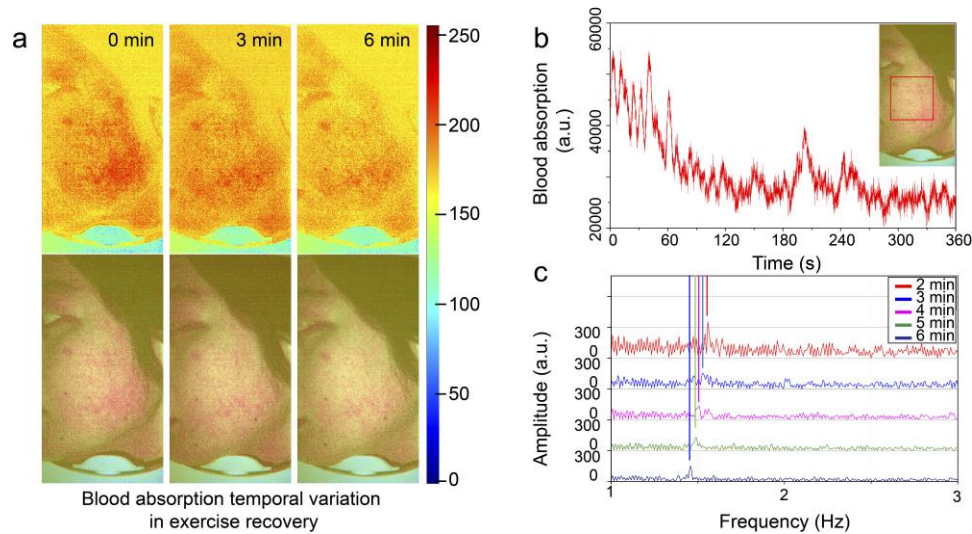 a
0 min
3 min
6 min
250
200
150
100
50
0
Blood absorption temporal variation
in exercise recovery
b
Blood absorption
(a.u.)
60000
40000
20000
0
60
120
180
240
300
360
Time (s)
c
2 min
3 min
4 min
5 min
6 min
Amplitude (a.u.)
300
0
300
0
300
0
300
0
300
0
1
2
3
Frequency (Hz)